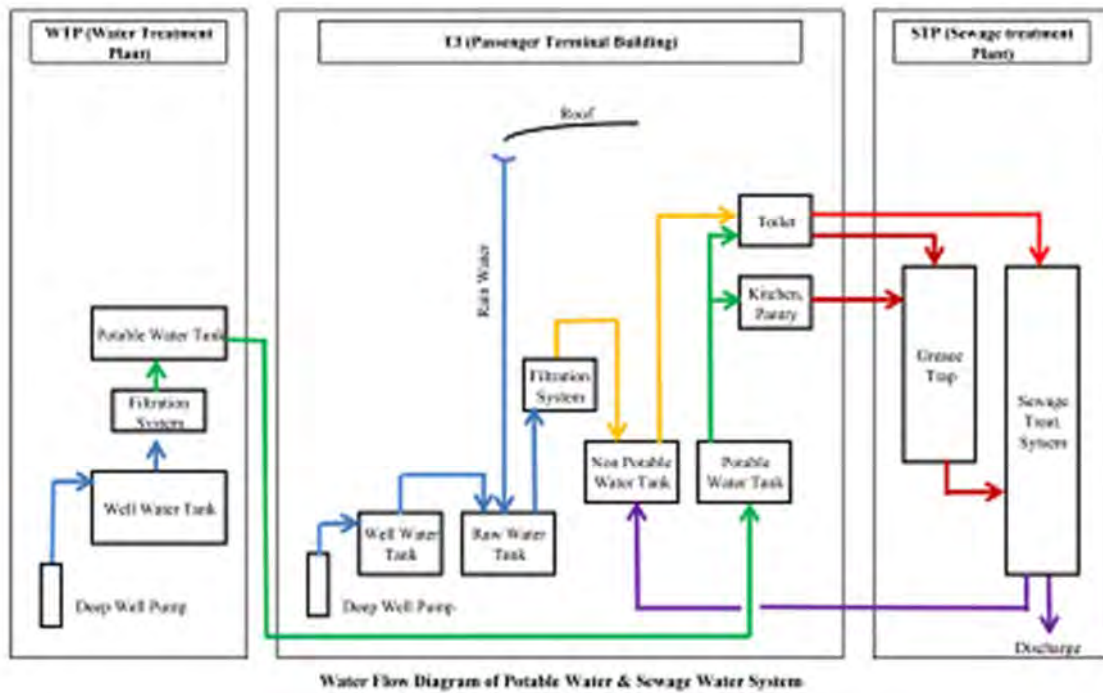 WTP (Water Treatment
Plant)
T3 (Passenger Terminal Building)
STP (Sewage treatment
Plant)
Roof
Rain Water
Toilet
Kitchen,
Pantry
Potable Water Tank
Filtration
System
Well Water Tank
Deep Well Pump
Filtration
System
Non Potable
Water Tank
Potable
Water Tank
Well Water
Tank
Raw Water
Tank
Deep Well Pump
Grease
Trap
Sewage
Treat.
System
Discharge
Water Flow Diagram of Potable Water & Sewage Water System